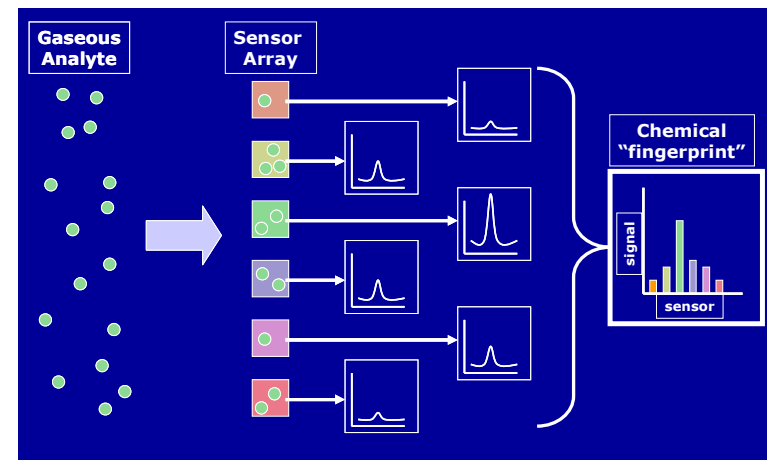 Gaseous
Analyte
Sensor
Array
Chemical
“fingerprint”
signal
sensor